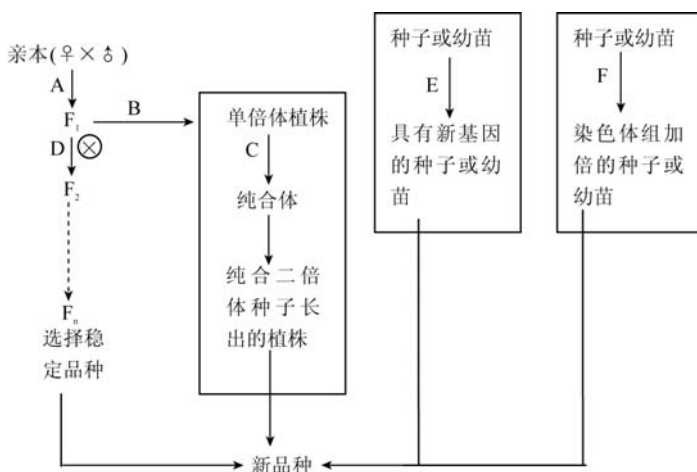 亲本(♀×♂)
A
F₁
B
D ⊗
F₂
Fₙ
选择稳
定品种
单倍体植株
C
纯合体
纯合二倍
体种子长
出的植株
种子或幼苗
E
具有新基因
的种子或幼
苗
种子或幼苗
F
染色体组加
倍的种子或
幼苗
新品种